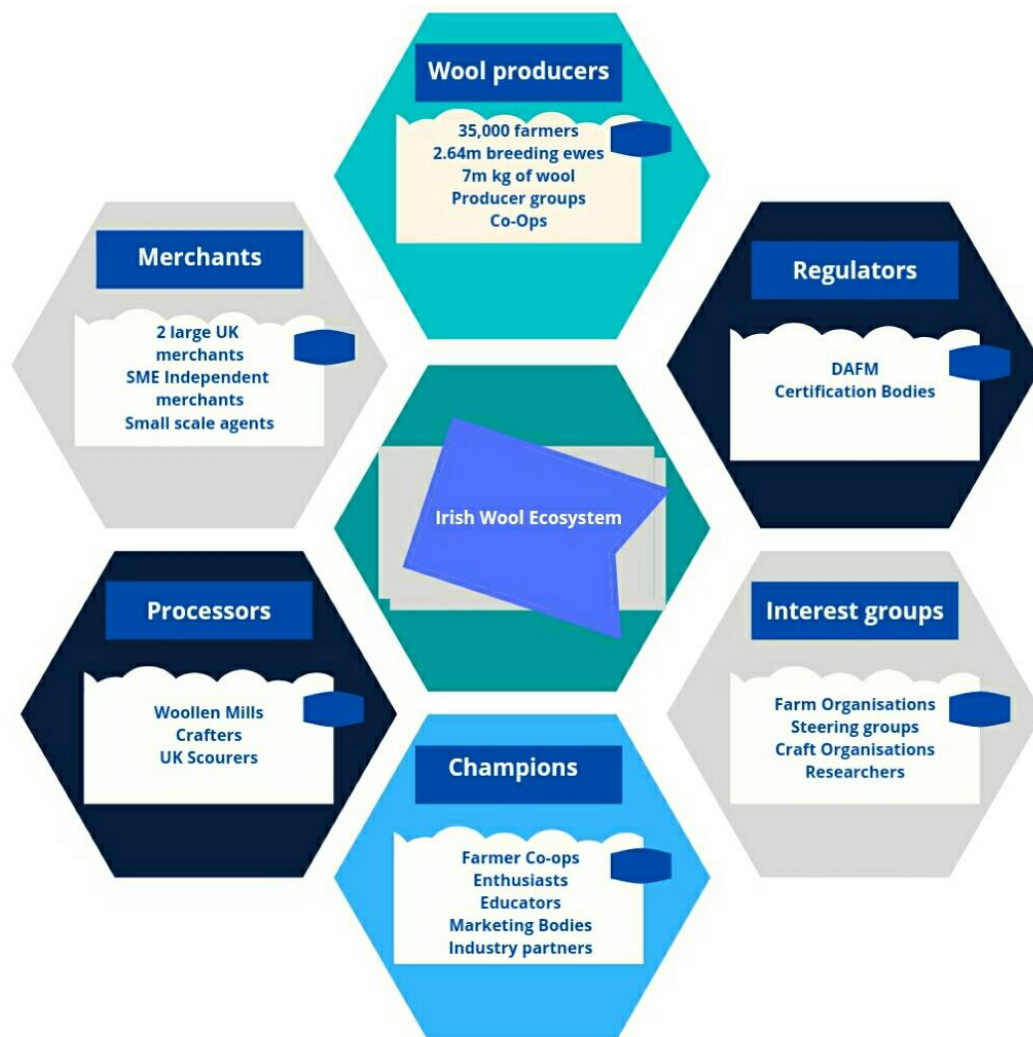 Wool producers
35,000 farmers
2.64m breeding ewes
7m kg of wool
Producer groups
Co-Ops
Merchants
2 large UK
merchants
SME Independent
merchants
Small scale agents
Regulators
DAFM
Certification Bodies
Irish Wool Ecosystem
Processors
Woollen Mills
Crafters
UK Scourers
Interest groups
Farm Organisations
Steering groups
Craft Organisations
Researchers
Champions
Farmer Co-ops
Enthusiasts
Educators
Marketing Bodies
Industry partners